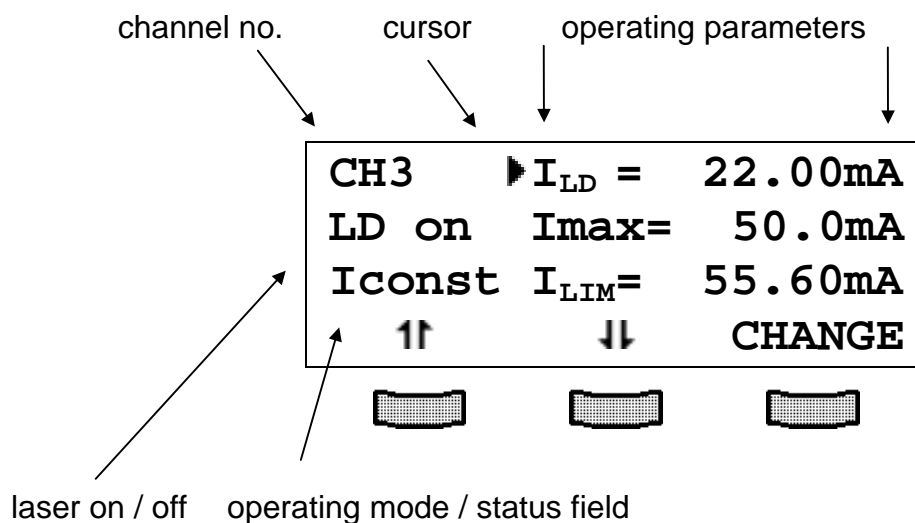 channel no. cursor operating parameters
CH3 I_LD = 22.00mA
LD on Imax= 50.0mA
Iconst I_LIM= 55.60mA
CHANGE
laser on / off operating mode / status field